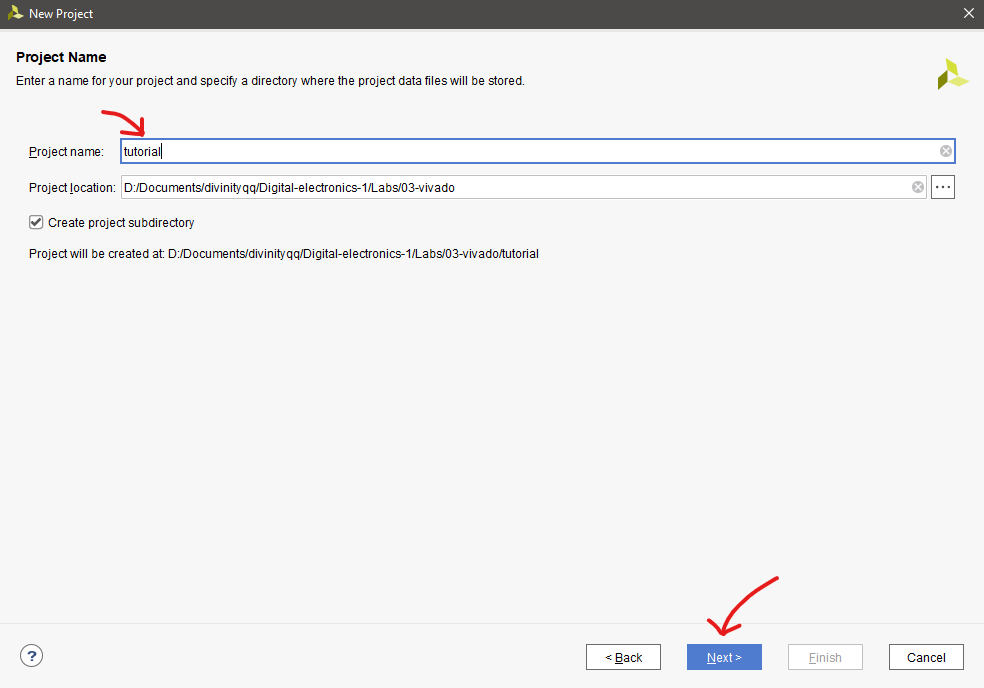 New Project
Project Name
Enter a name for your project and specify a directory where the project data files will be stored.
Project name: tutorial
Project location: D:/Documents/divinityqq/Digital-electronics-1/Labs/03-vivado ...
Create project subdirectory
Project will be created at: D:/Documents/divinityqq/Digital-electronics-1/Labs/03-vivado/tutorial
? < Back Next > Finish Cancel